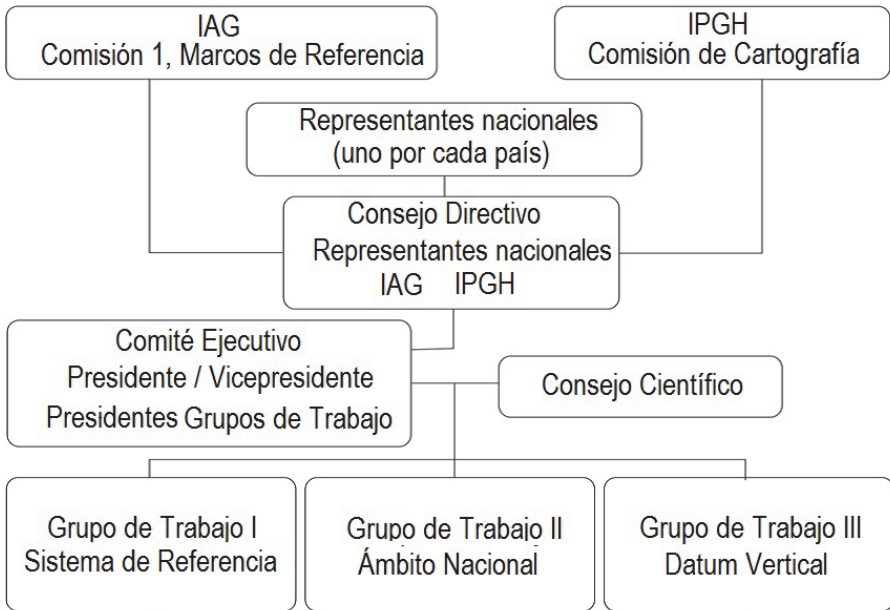 IAG
Comisión 1, Marcos de Referencia
IPGH
Comisión de Cartografía
Representantes nacionales
(uno por cada país)
Consejo Directivo
Representantes nacionales
IAG IPGH
Comité Ejecutivo
Presidente / Vicepresidente
Presidentes Grupos de Trabajo
Consejo Científico
Grupo de Trabajo I
Sistema de Referencia
Grupo de Trabajo II
Ámbito Nacional
Grupo de Trabajo III
Datum Vertical